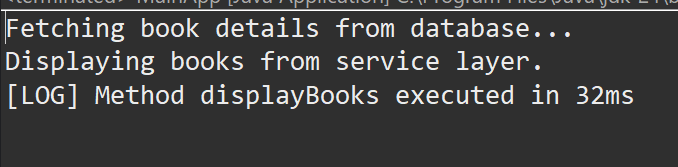 <terminated> MainApp [Java Application] C:\Program Files\Java\jdk-21\b
Fetching book details from database...
Displaying books from service layer.
[LOG] Method displayBooks executed in 32ms